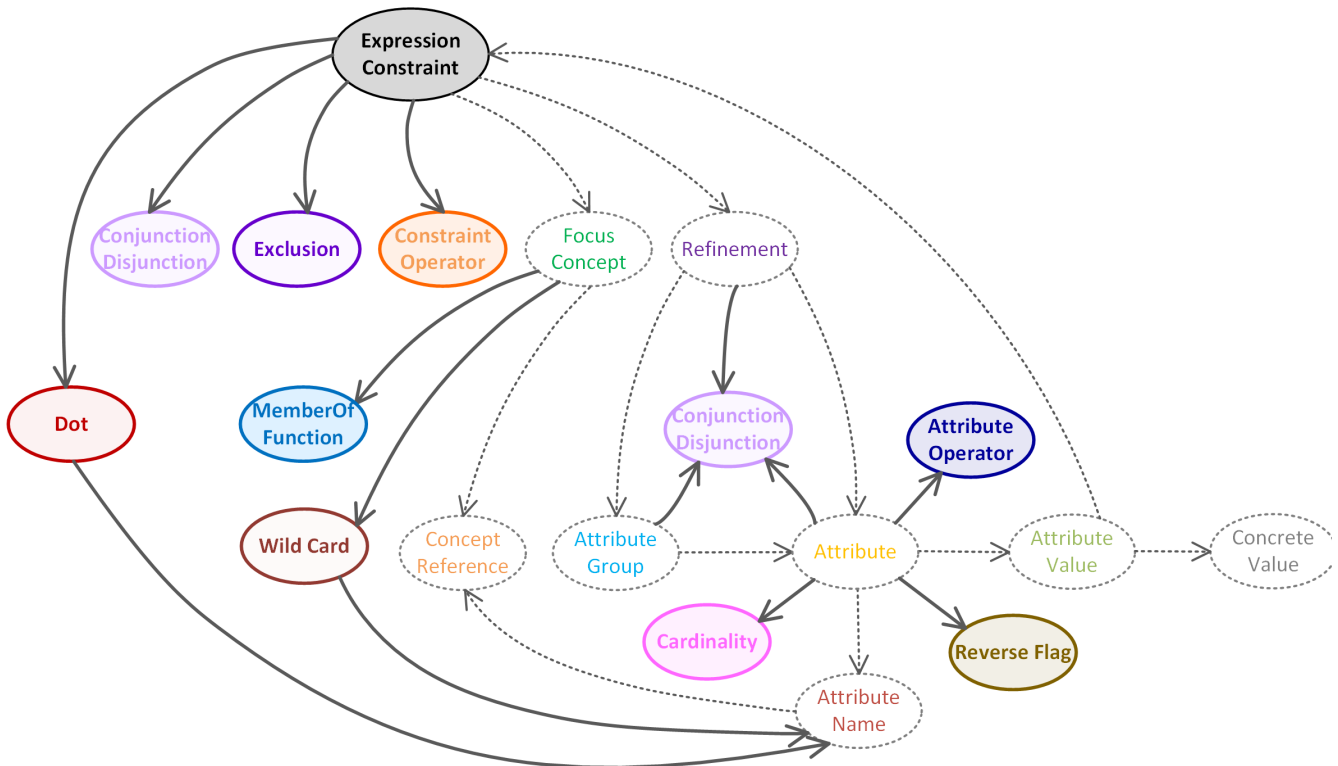 Expression
Constraint
Conjunction
Disjunction
Exclusion
Constraint
Operator
Focus
Concept
Refinement
Dot
MemberOf
Function
Conjunction
Disjunction
Attribute
Operator
Wild Card
Concept
Reference
Attribute
Group
Attribute
Attribute
Value
Concrete
Value
Cardinality
Reverse Flag
Attribute
Name